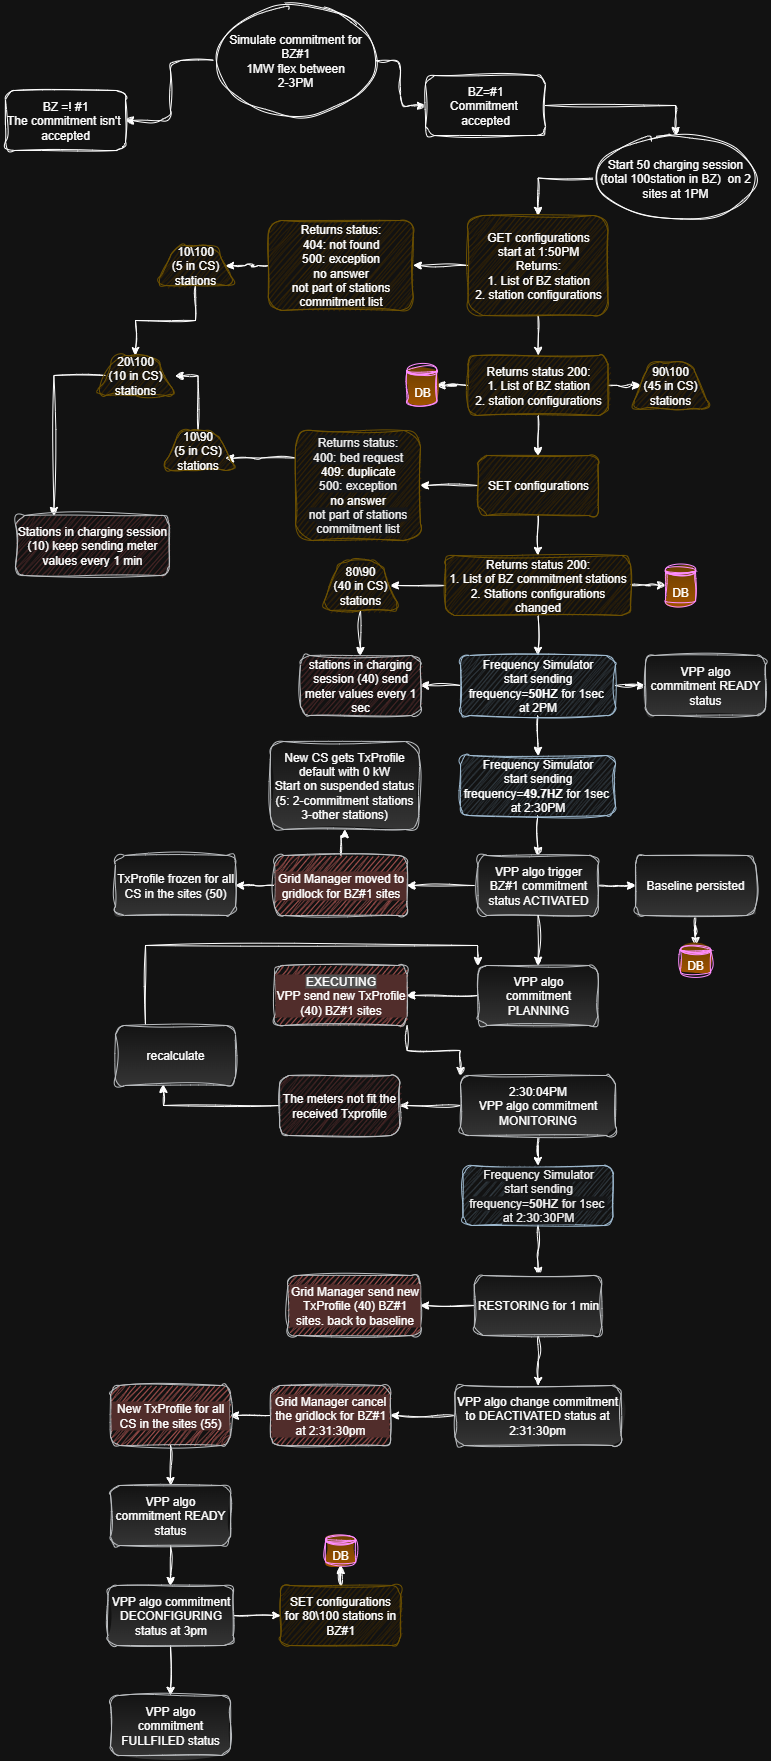 Simulate commitment for
BZ#1
1MW flex between
2-3PM
BZ =! #1
The commitment isn't
accepted
BZ=#1
Commitment
accepted
Start 50 charging session
(total 100station in BZ) on 2
sites at 1PM
GET configurations
start at 1:50PM
Returns:
1. List of BZ station
2. station configurations
Returns status:
404: not found
500: exception
no answer
not part of stations
commitment list
10\100
(5 in CS)
stations
20\100
(10 in CS)
stations
Returns status 200:
1. List of BZ station
2. station configurations
DB
90\100
(45 in CS)
stations
10\90
(5 in CS)
stations
Returns status:
400: bed request
409: duplicate
500: exception
no answer
not part of stations
commitment list
SET configurations
Stations in charging session
(10) keep sending meter
values every 1 min
Returns status 200:
1. List of BZ commitment stations
2. Stations configurations
changed
DB
80\90
(40 in CS)
stations
stations in charging
session (40) send
meter values every 1
sec
Frequency Simulator
start sending
frequency=50HZ for 1sec
at 2PM
VPP algo
commitment READY
status
Frequency Simulator
start sending
frequency=49.7HZ for 1sec
at 2:30PM
New CS gets TxProfile
default with 0 kW
Start on suspended status
(5: 2-commitment stations
3-other stations)
TxProfile frozen for all
CS in the sites (50)
Grid Manager moved to
gridlock for BZ#1 sites
VPP algo trigger
BZ#1 commitment
status ACTIVATED
Baseline persisted
DB
EXECUTING
VPP send new TxProfile
(40) BZ#1 sites
VPP algo
commitment
PLANNING
recalculate
The meters not fit the
received Txprofile
2:30:04PM
VPP algo commitment
MONITORING
Frequency Simulator
start sending
frequency=50HZ for 1sec
at 2:30:30PM
Grid Manager send new
TxProfile (40) BZ#1
sites. back to baseline
RESTORING for 1 min
New TxProfile for all
CS in the sites (55)
Grid Manager cancel
the gridlock for BZ#1
at 2:31:30pm
VPP algo change commitment
to DEACTIVATED status at
2:31:30pm
VPP algo
commitment READY
status
DB
VPP algo commitment
DECONFIGURING
status at 3pm
SET configurations
for 80\100 stations in
BZ#1
VPP algo
commitment
FULLFILED status